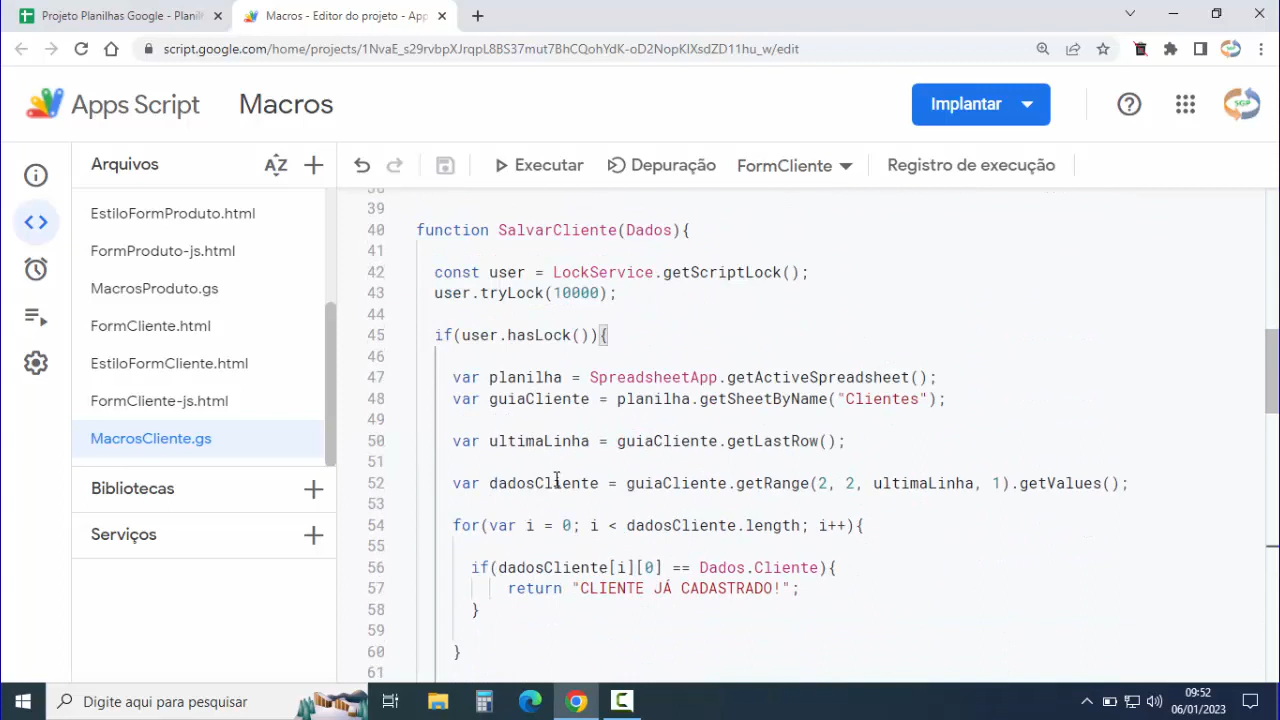 Projeto Planilhas Google - Planil
Macros - Editor do projeto - App
script.google.com/home/projects/1NvaE_s29rvbpXJrqpL8BS37mut7BhCQohYdK-oD2NopKIXsdZD11hu_w/edit
Apps Script
Macros
Implantar
SGP
Arquivos
AZ
Executar
Depuração
FormCliente
Registro de execução
EstiloFormProduto.html
FormProduto-js.html
MacrosProduto.gs
FormCliente.html
EstiloFormCliente.html
FormCliente-js.html
MacrosCliente.gs
Bibliotecas
Serviços
38
39
40 function SalvarCliente(Dados){
41
42 const user = LockService.getScriptLock();
43 user.tryLock(10000);
44
45 if(user.hasLock()){
46
47 var planilha = SpreadsheetApp.getActiveSpreadsheet();
48 var guiaCliente = planilha.getSheetByName("Clientes");
49
50 var ultimaLinha = guiaCliente.getLastRow();
51
52 var dadosCliente = guiaCliente.getRange(2, 2, ultimaLinha, 1).getValues();
53
54 for(var i = 0; i < dadosCliente.length; i++){
55
56 if(dadosCliente[i][0] == Dados.Cliente){
57 return "CLIENTE JÁ CADASTRADO!";
58 }
59
60 }
61
Digite aqui para pesquisar
09:52
06/01/2023